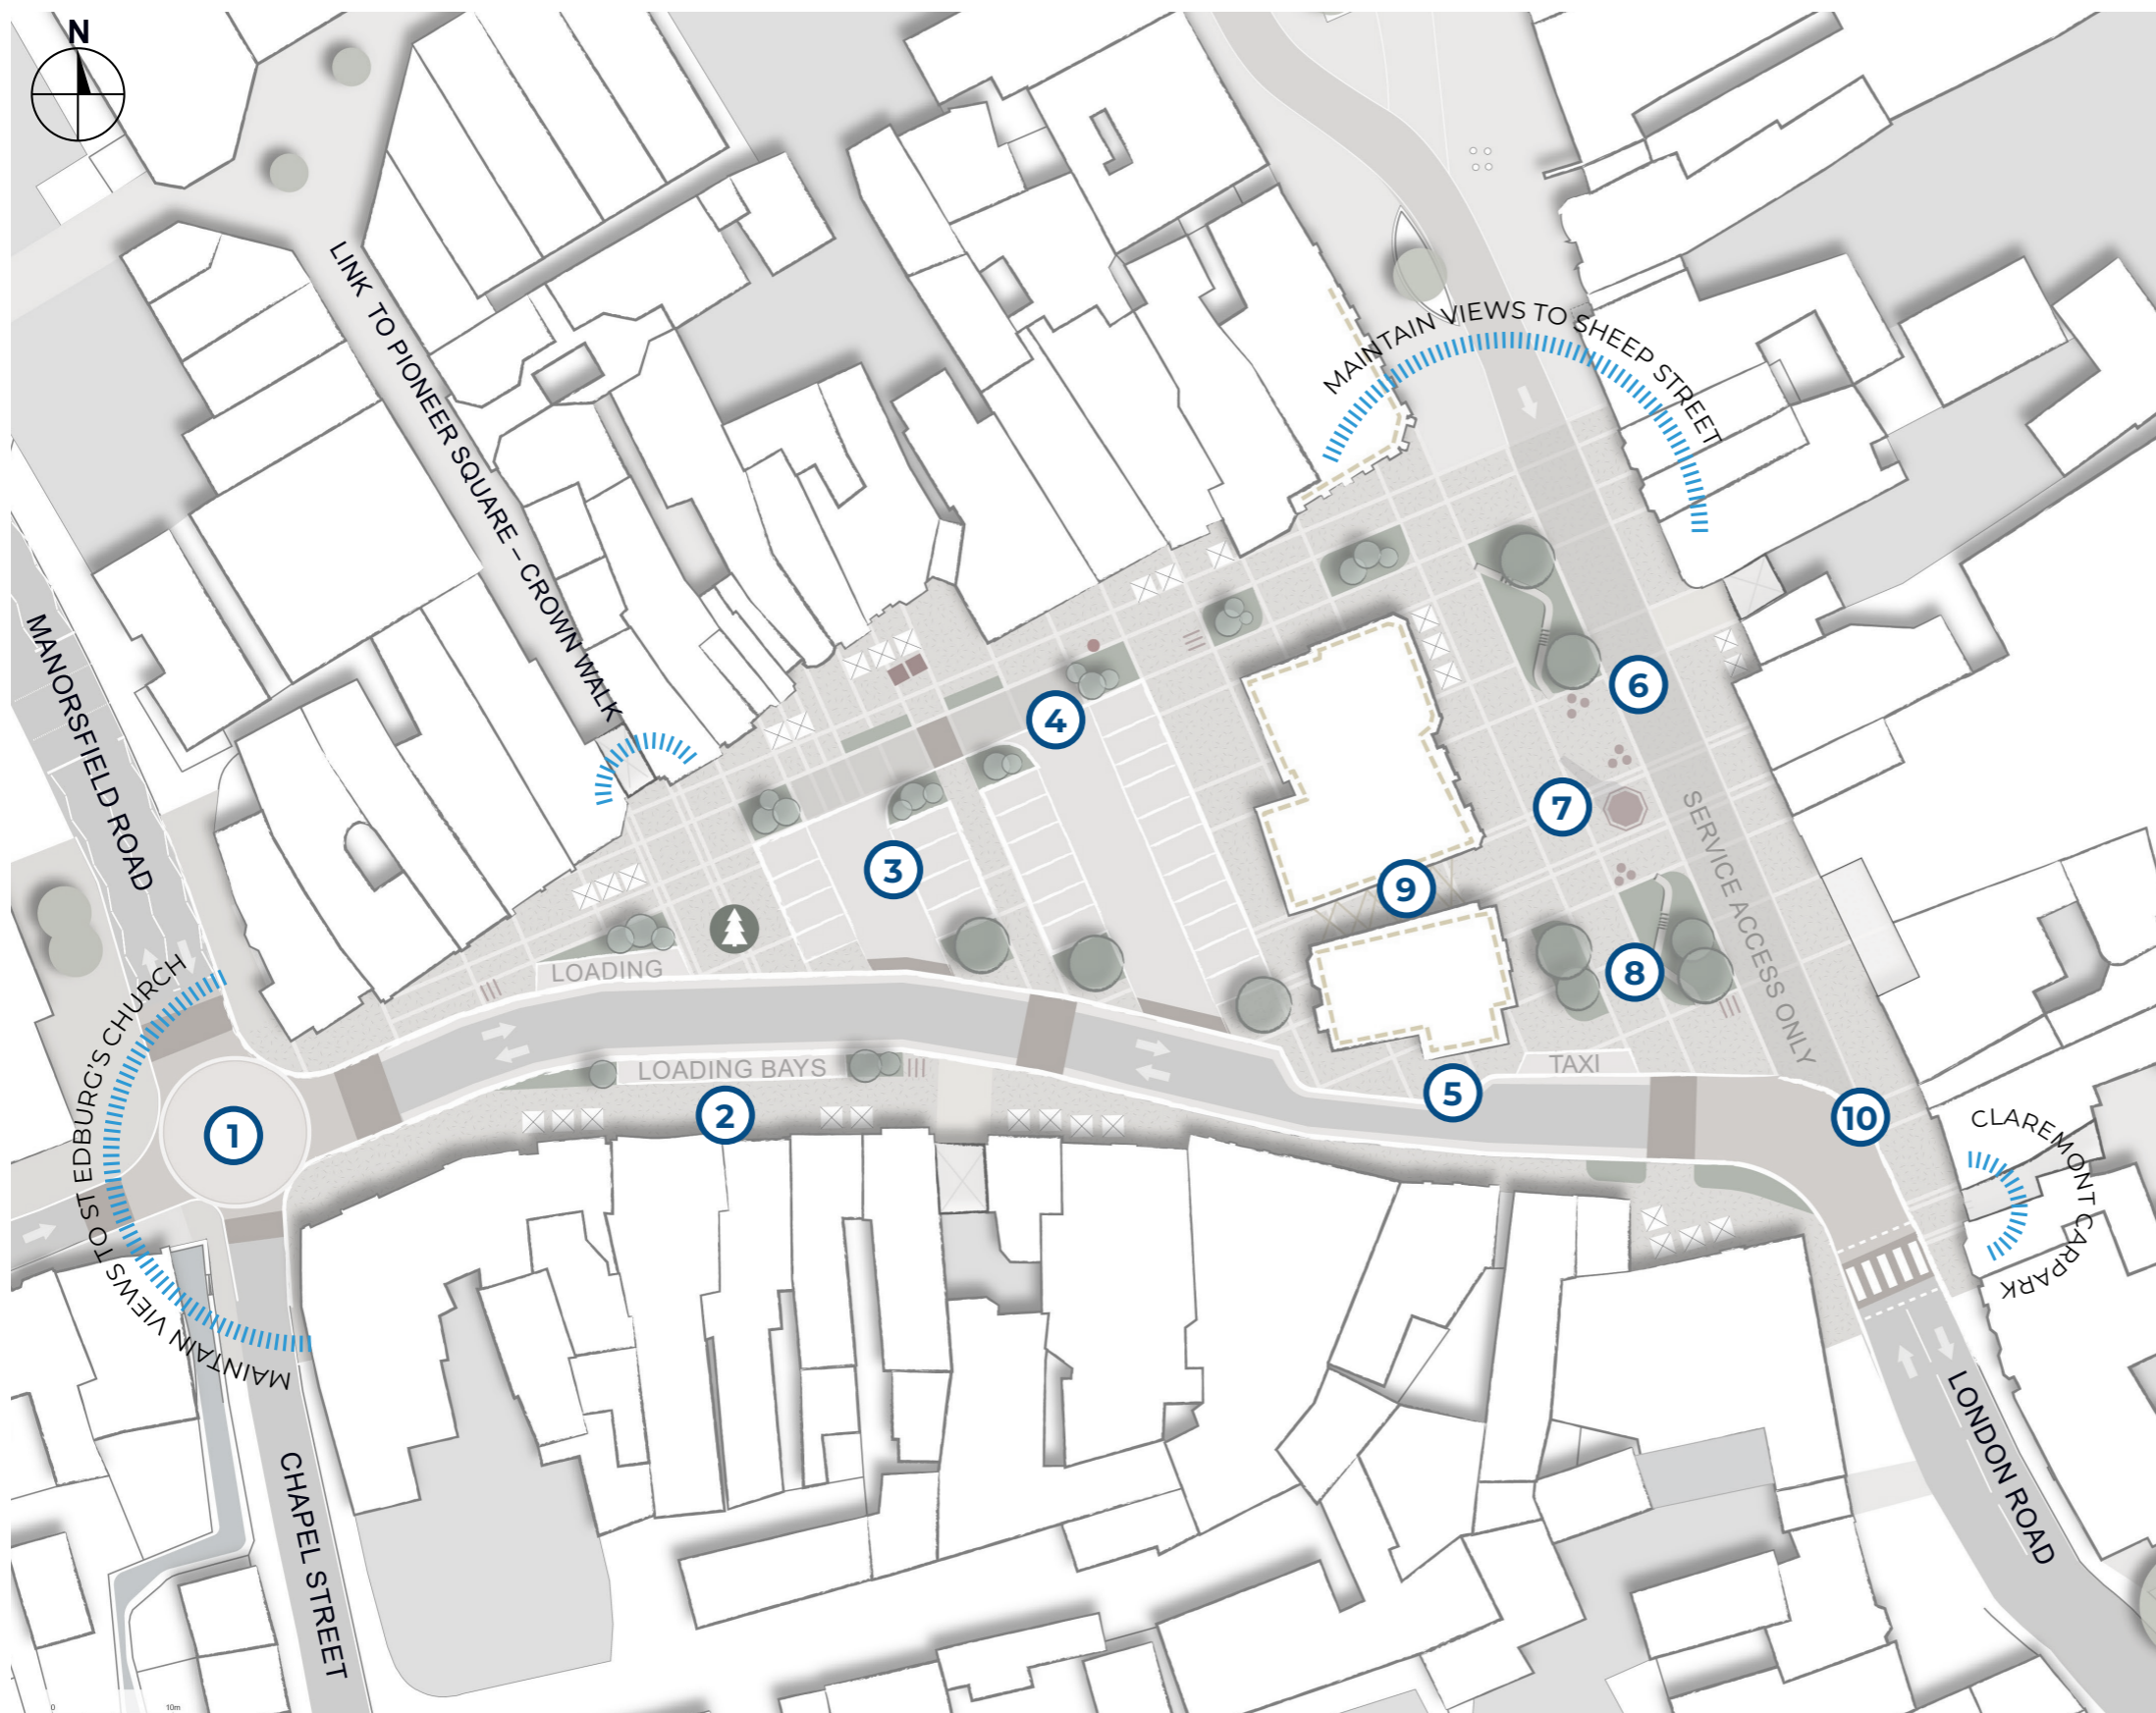 N
LINK TO PIONEER SQUARE – CROWN WALK
MAINTAIN VIEWS TO SHEEP STREET
MANORSFIELD ROAD
6
4
7
SERVICE ACCESS ONLY
3
9
LOADING
8
MAINTAIN VIEWS TO ST EDBURG'S CHURCH
LOADING BAYS
TAXI
5
2
1
10
CLAREMONT CARPARK
LONDON ROAD
CHAPEL STREET
0
10m